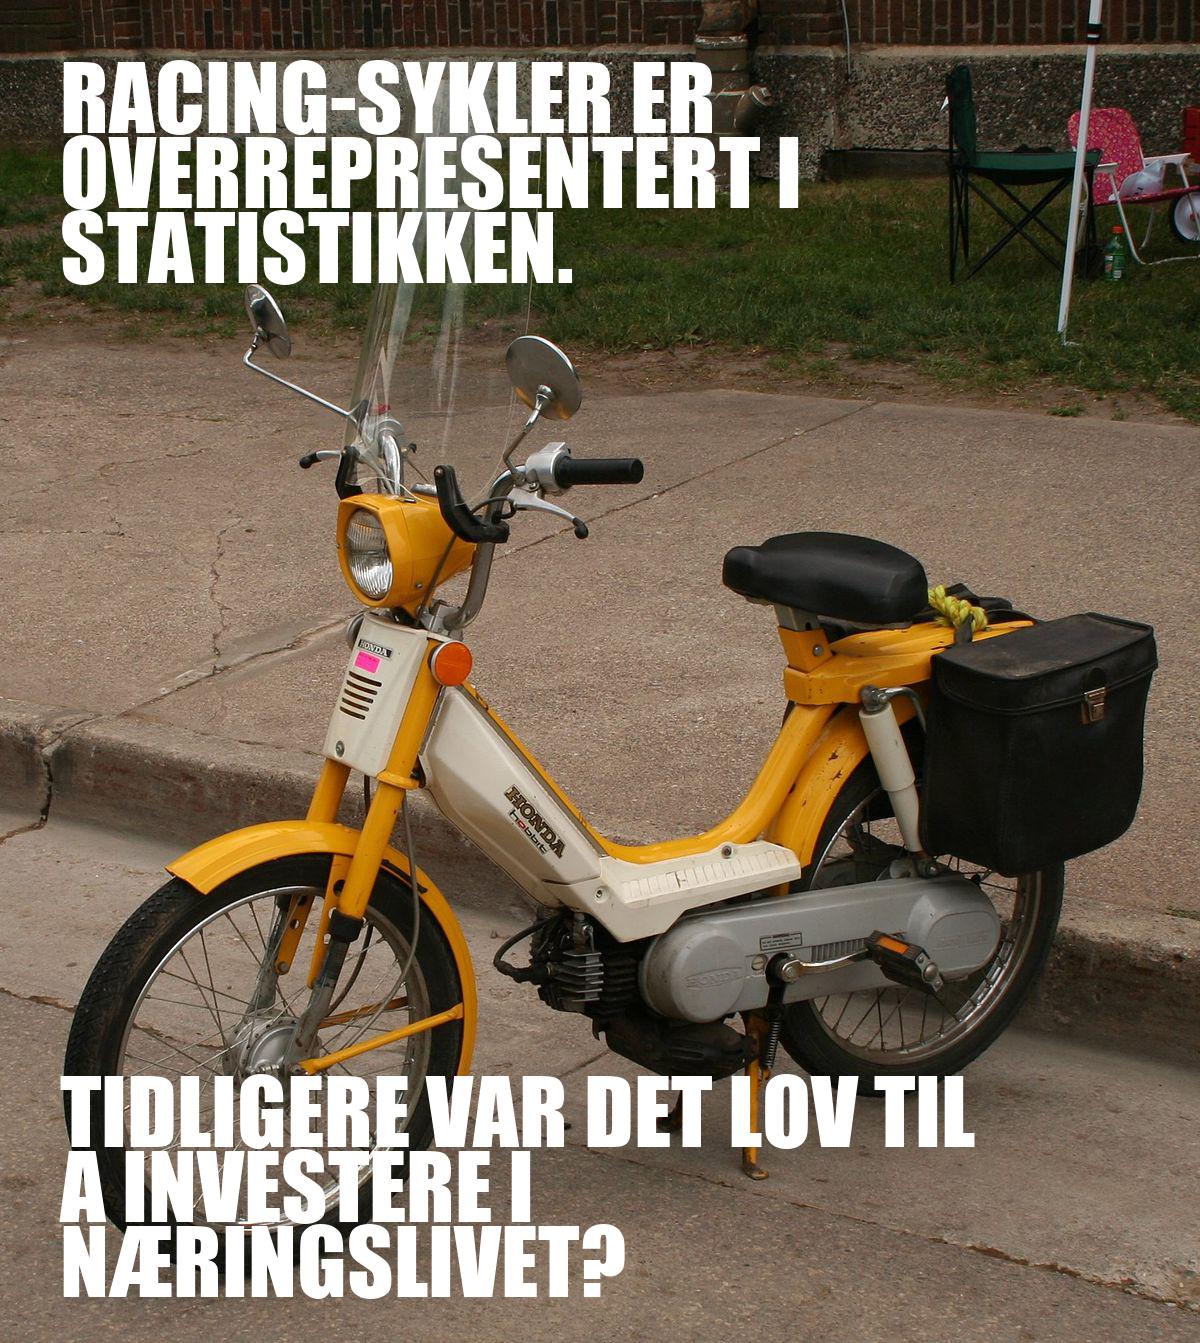 RACING-SYKLER ER
OVERREPRESENTERT I
STATISTIKKEN.
HONDA
HONDA
hobbit
HONDA
TIDLIGERE VAR DET LOV TIL
Å INVESTERE I
NÆRINGSLIVET?